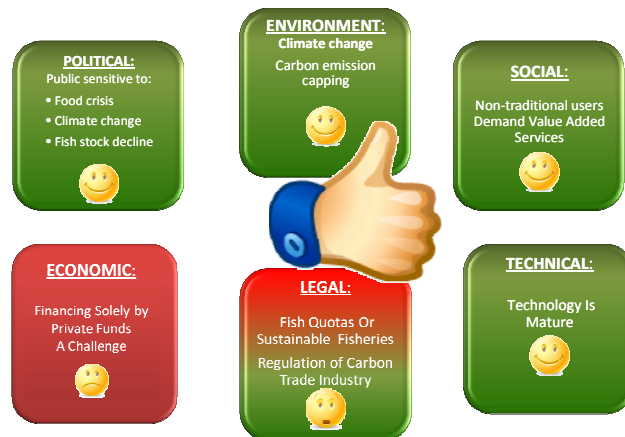 POLITICAL:
Public sensitive to:
• Food crisis
• Climate change
• Fish stock decline
ENVIRONMENT:
Climate change
Carbon emission
capping
SOCIAL:
Non-traditional users
Demand Value Added
Services
ECONOMIC:
Financing Solely by
Private Funds
A Challenge
LEGAL:
Fish Quotas Or
Sustainable Fisheries
Regulation of Carbon
Trade Industry
TECHNICAL:
Technology Is
Mature